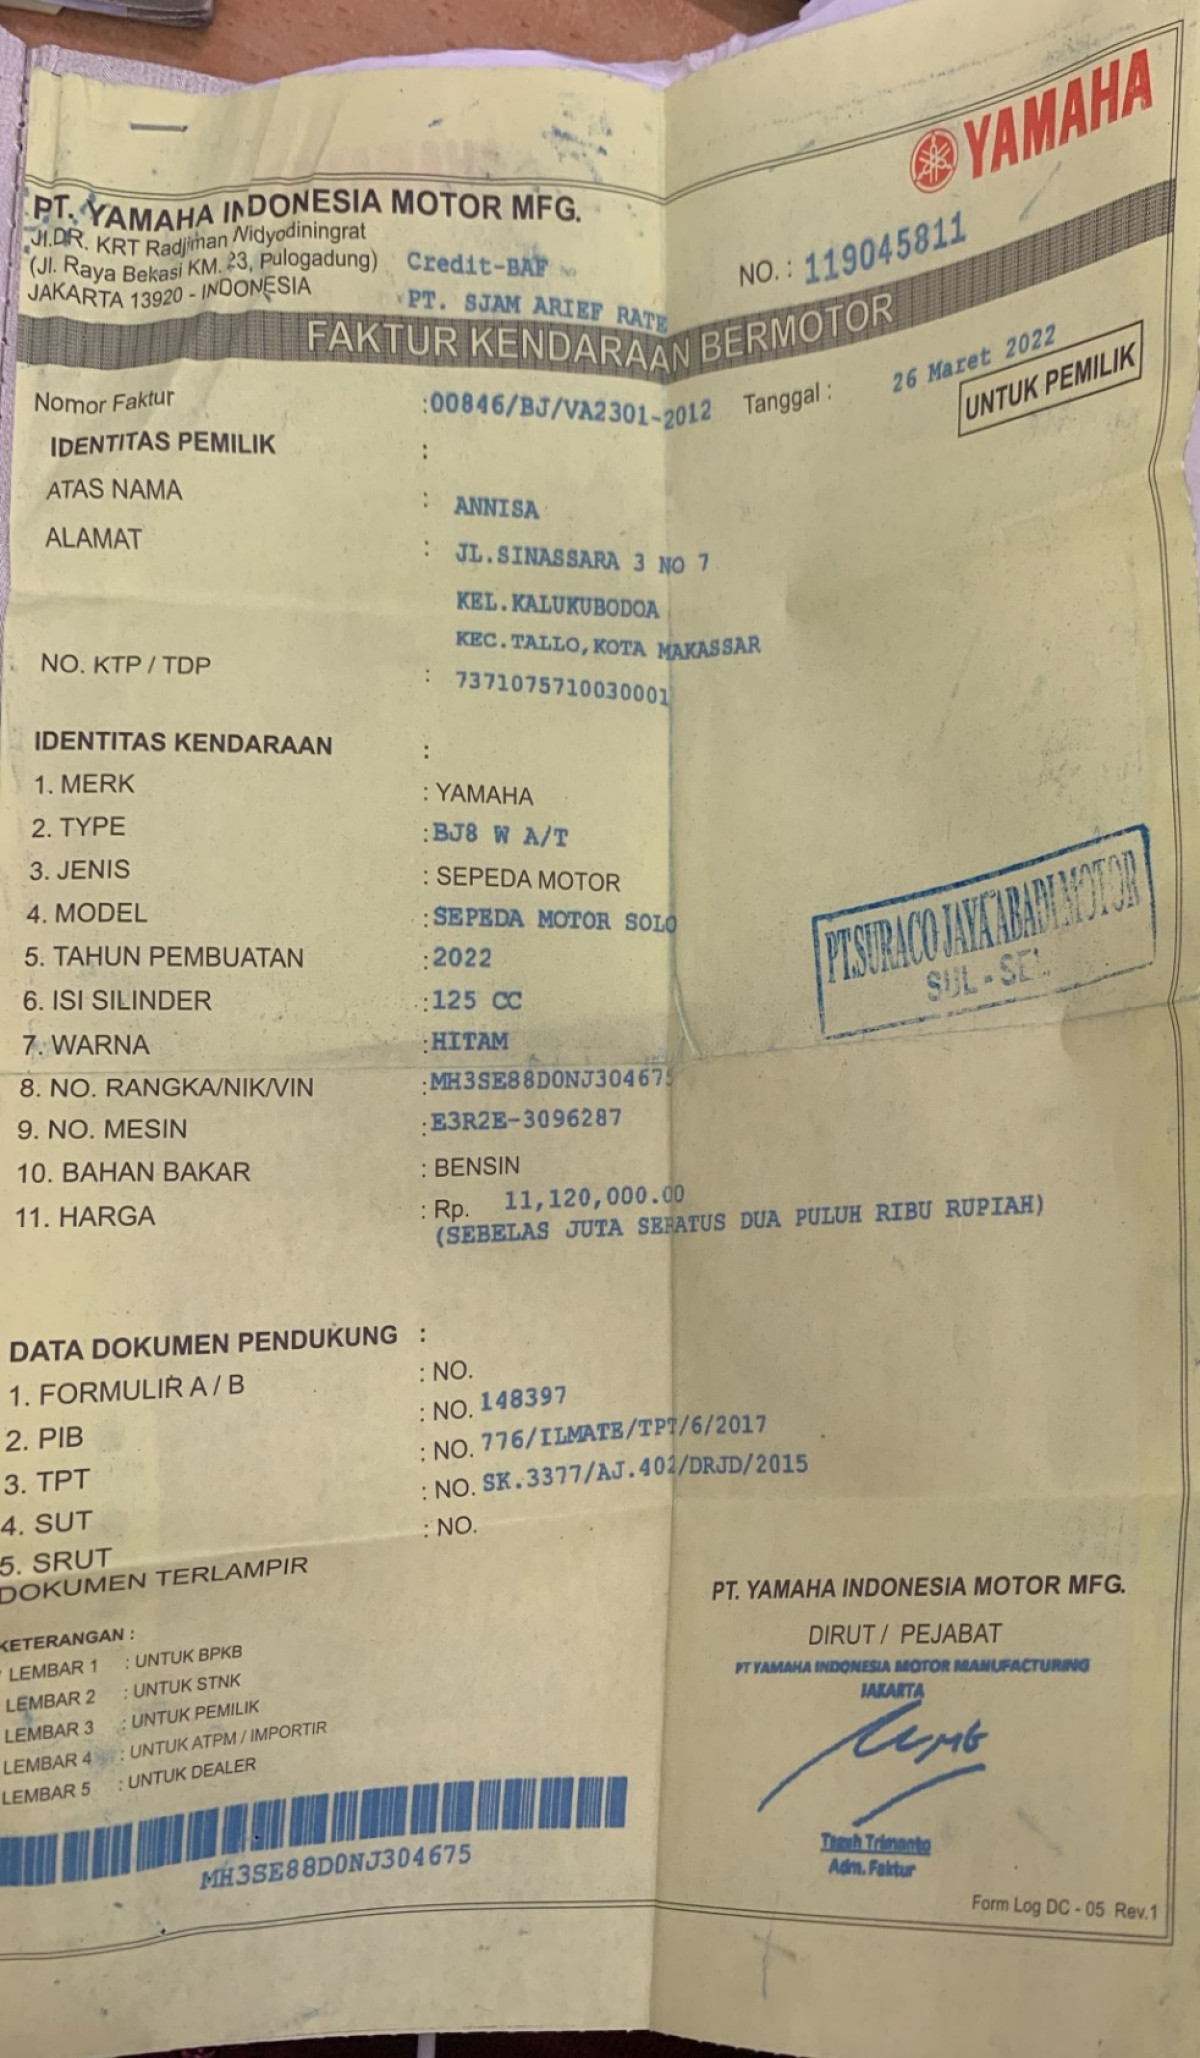 YAMAHA
PT. YAMAHA INDONESIA MOTOR MFG.
Jl.DR. KRT Radjiman Widyodiningrat
(Jl. Raya Bekasi KM. 23, Pulogadung)
JAKARTA 13920 - INDONESIA
Credit-BAF
PT. SJAM ARIEF RATE
NO. : 119045811
FAKTUR KENDARAAN BERMOTOR
Nomor Faktur :00846/BJ/VA2301-2012 Tanggal : 26 Maret 2022
UNTUK PEMILIK
IDENTITAS PEMILIK :
ATAS NAMA : ANNISA
ALAMAT : JL.SINASSARA 3 NO 7
KEL.KALUKUBODOA
KEC.TALLO,KOTA MAKASSAR
NO. KTP / TDP : 7371075710030001
IDENTITAS KENDARAAN :
1. MERK : YAMAHA
2. TYPE :BJ8 W A/T
3. JENIS : SEPEDA MOTOR
4. MODEL :SEPEDA MOTOR SOLO
5. TAHUN PEMBUATAN :2022
6. ISI SILINDER :125 CC
7. WARNA :HITAM
8. NO. RANGKA/NIK/VIN :MH3SE88D0NJ304675
9. NO. MESIN :E3R2E-3096287
10. BAHAN BAKAR : BENSIN
11. HARGA : Rp. 11,120,000.00
(SEBELAS JUTA SERATUS DUA PULUH RIBU RUPIAH)
PT.SURACO JAYA ABADI MOTOR
SUL - SEL
DATA DOKUMEN PENDUKUNG :
1. FORMULIR A / B : NO.
2. PIB : NO. 148397
3. TPT : NO. 776/ILMATE/TPT/6/2017
4. SUT : NO. SK.3377/AJ.402/DRJD/2015
5. SRUT : NO.
DOKUMEN TERLAMPIR
KETERANGAN :
LEMBAR 1 : UNTUK BPKB
LEMBAR 2 : UNTUK STNK
LEMBAR 3 : UNTUK PEMILIK
LEMBAR 4 : UNTUK ATPM / IMPORTIR
LEMBAR 5 : UNTUK DEALER
MH3SE88D0NJ304675
PT. YAMAHA INDONESIA MOTOR MFG.
DIRUT / PEJABAT
PT YAMAHA INDONESIA MOTOR MANUFACTURING
JAKARTA
Teguh Trimanto
Adm. Faktur
Form Log DC - 05 Rev.1